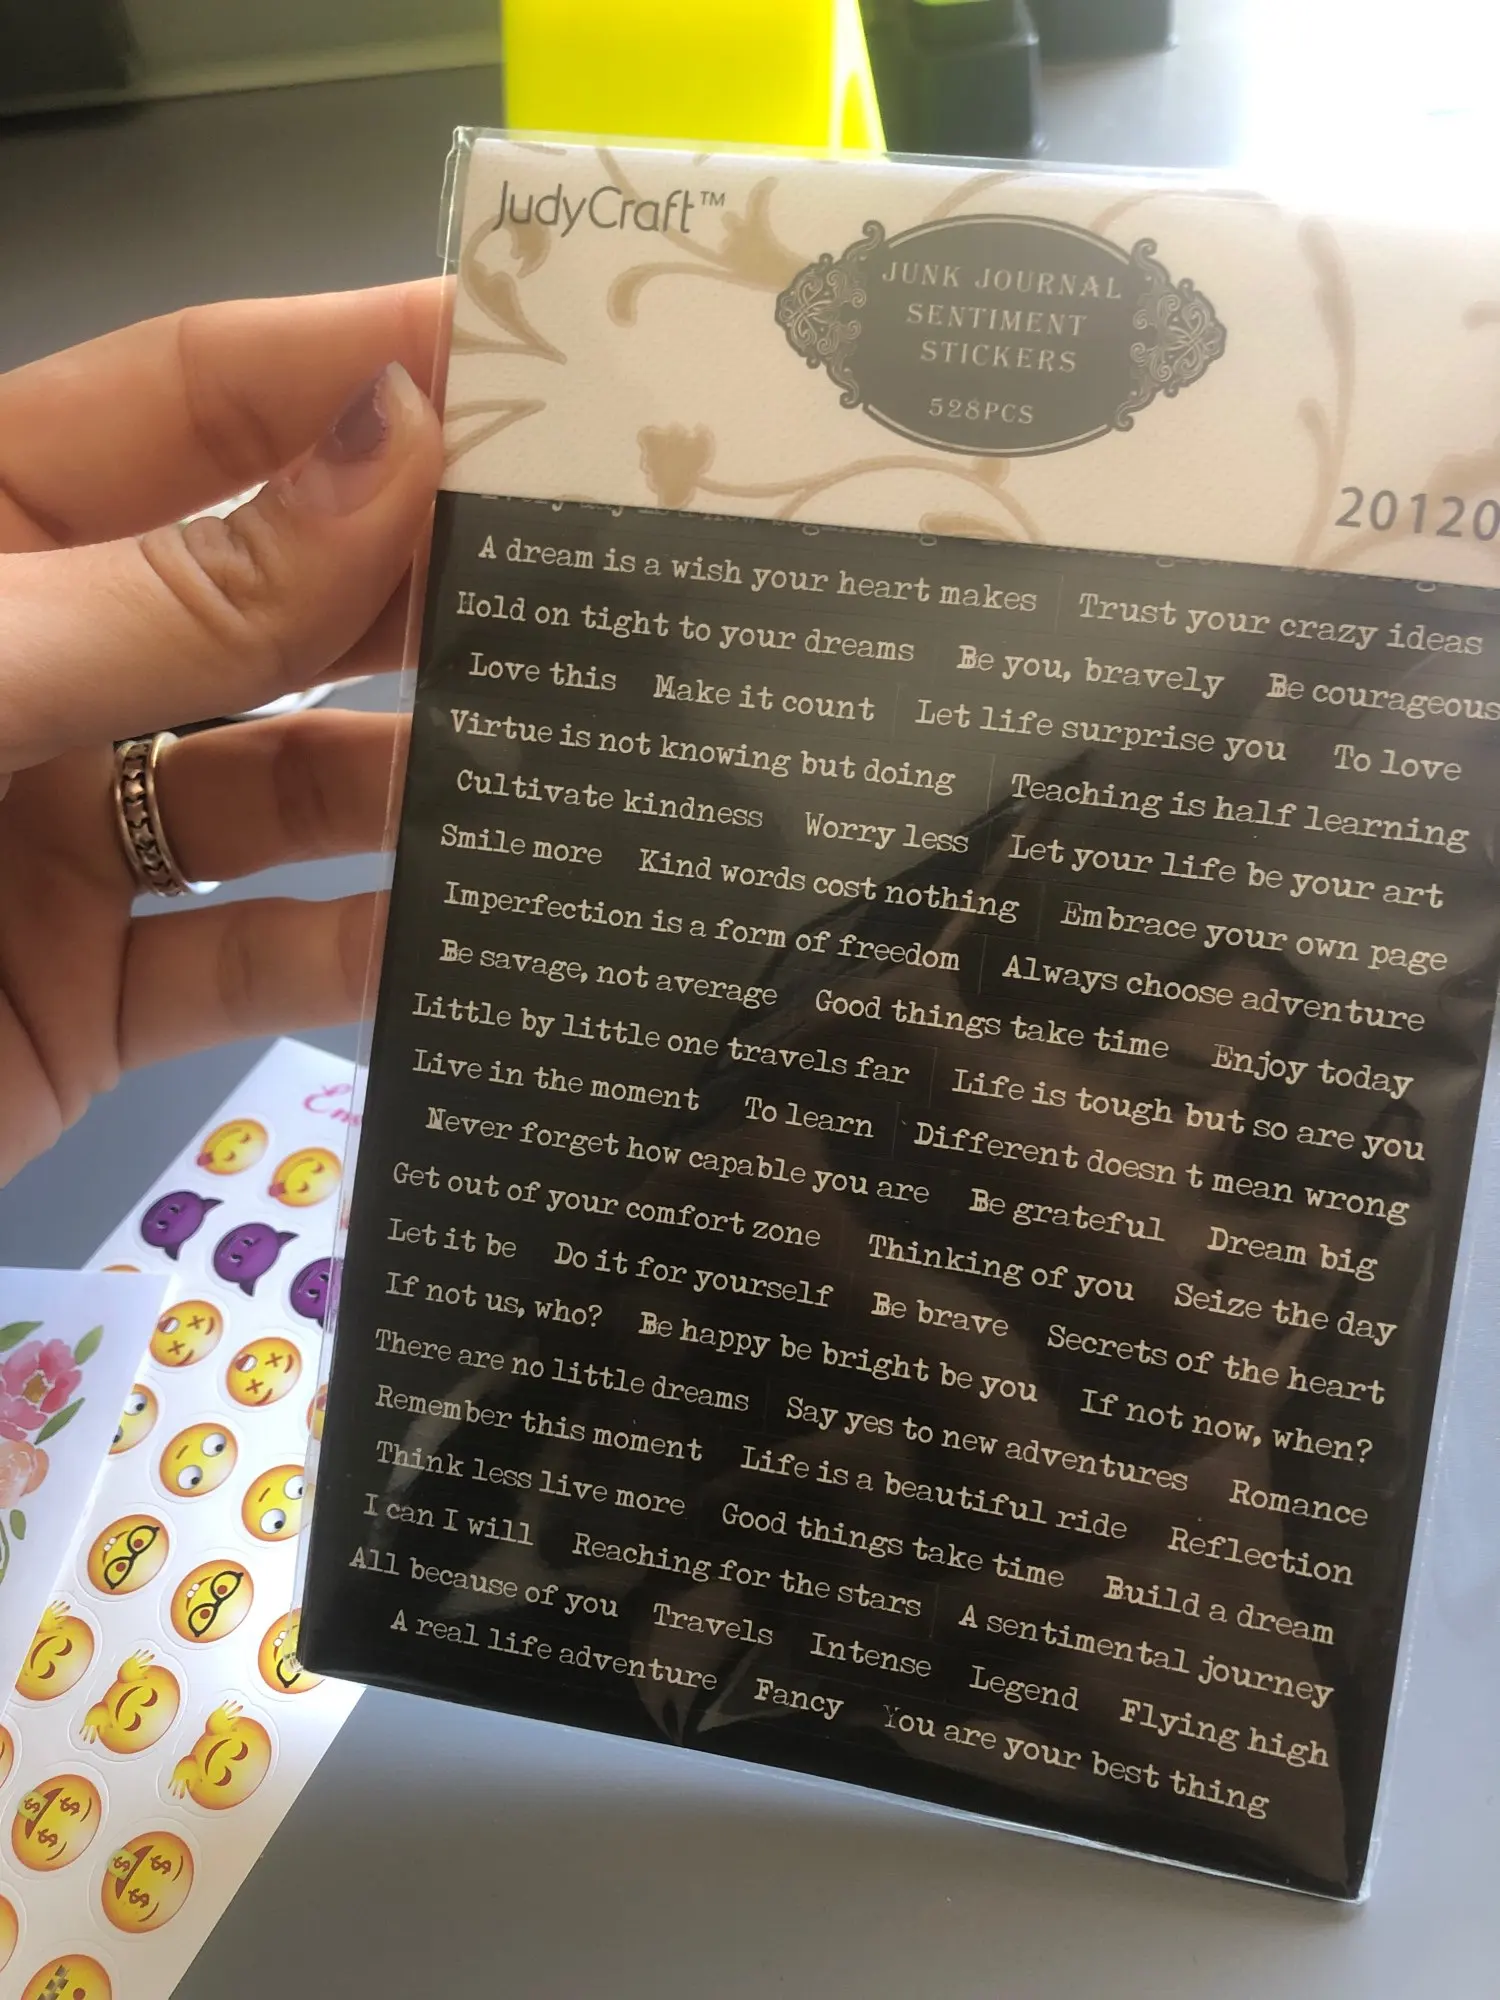 JudyCraft™
JUNK JOURNAL
SENTIMENT
STICKERS
528PCS
20120
A dream is a wish your heart makes Trust your crazy ideas
Hold on tight to your dreams Be you, bravely Be courageous
Love this Make it count Let life surprise you To love
Virtue is not knowing but doing Teaching is half learning
Cultivate kindness Worry less Let your life be your art
Smile more Kind words cost nothing Embrace your own page
Imperfection is a form of freedom Always choose adventure
Be savage, not average Good things take time Enjoy today
Little by little one travels far Life is tough but so are you
Live in the moment To learn Different doesn t mean wrong
Never forget how capable you are Be grateful Dream big
Get out of your comfort zone Thinking of you Seize the day
Let it be Do it for yourself Be brave Secrets of the heart
If not us, who? Be happy be bright be you If not now, when?
There are no little dreams Say yes to new adventures Romance
Remember this moment Life is a beautiful ride Reflection
Think less live more Good things take time Build a dream
I can I will Reaching for the stars A sentimental journey
All because of you Travels Intense Legend Flying high
A real life adventure Fancy You are your best thing